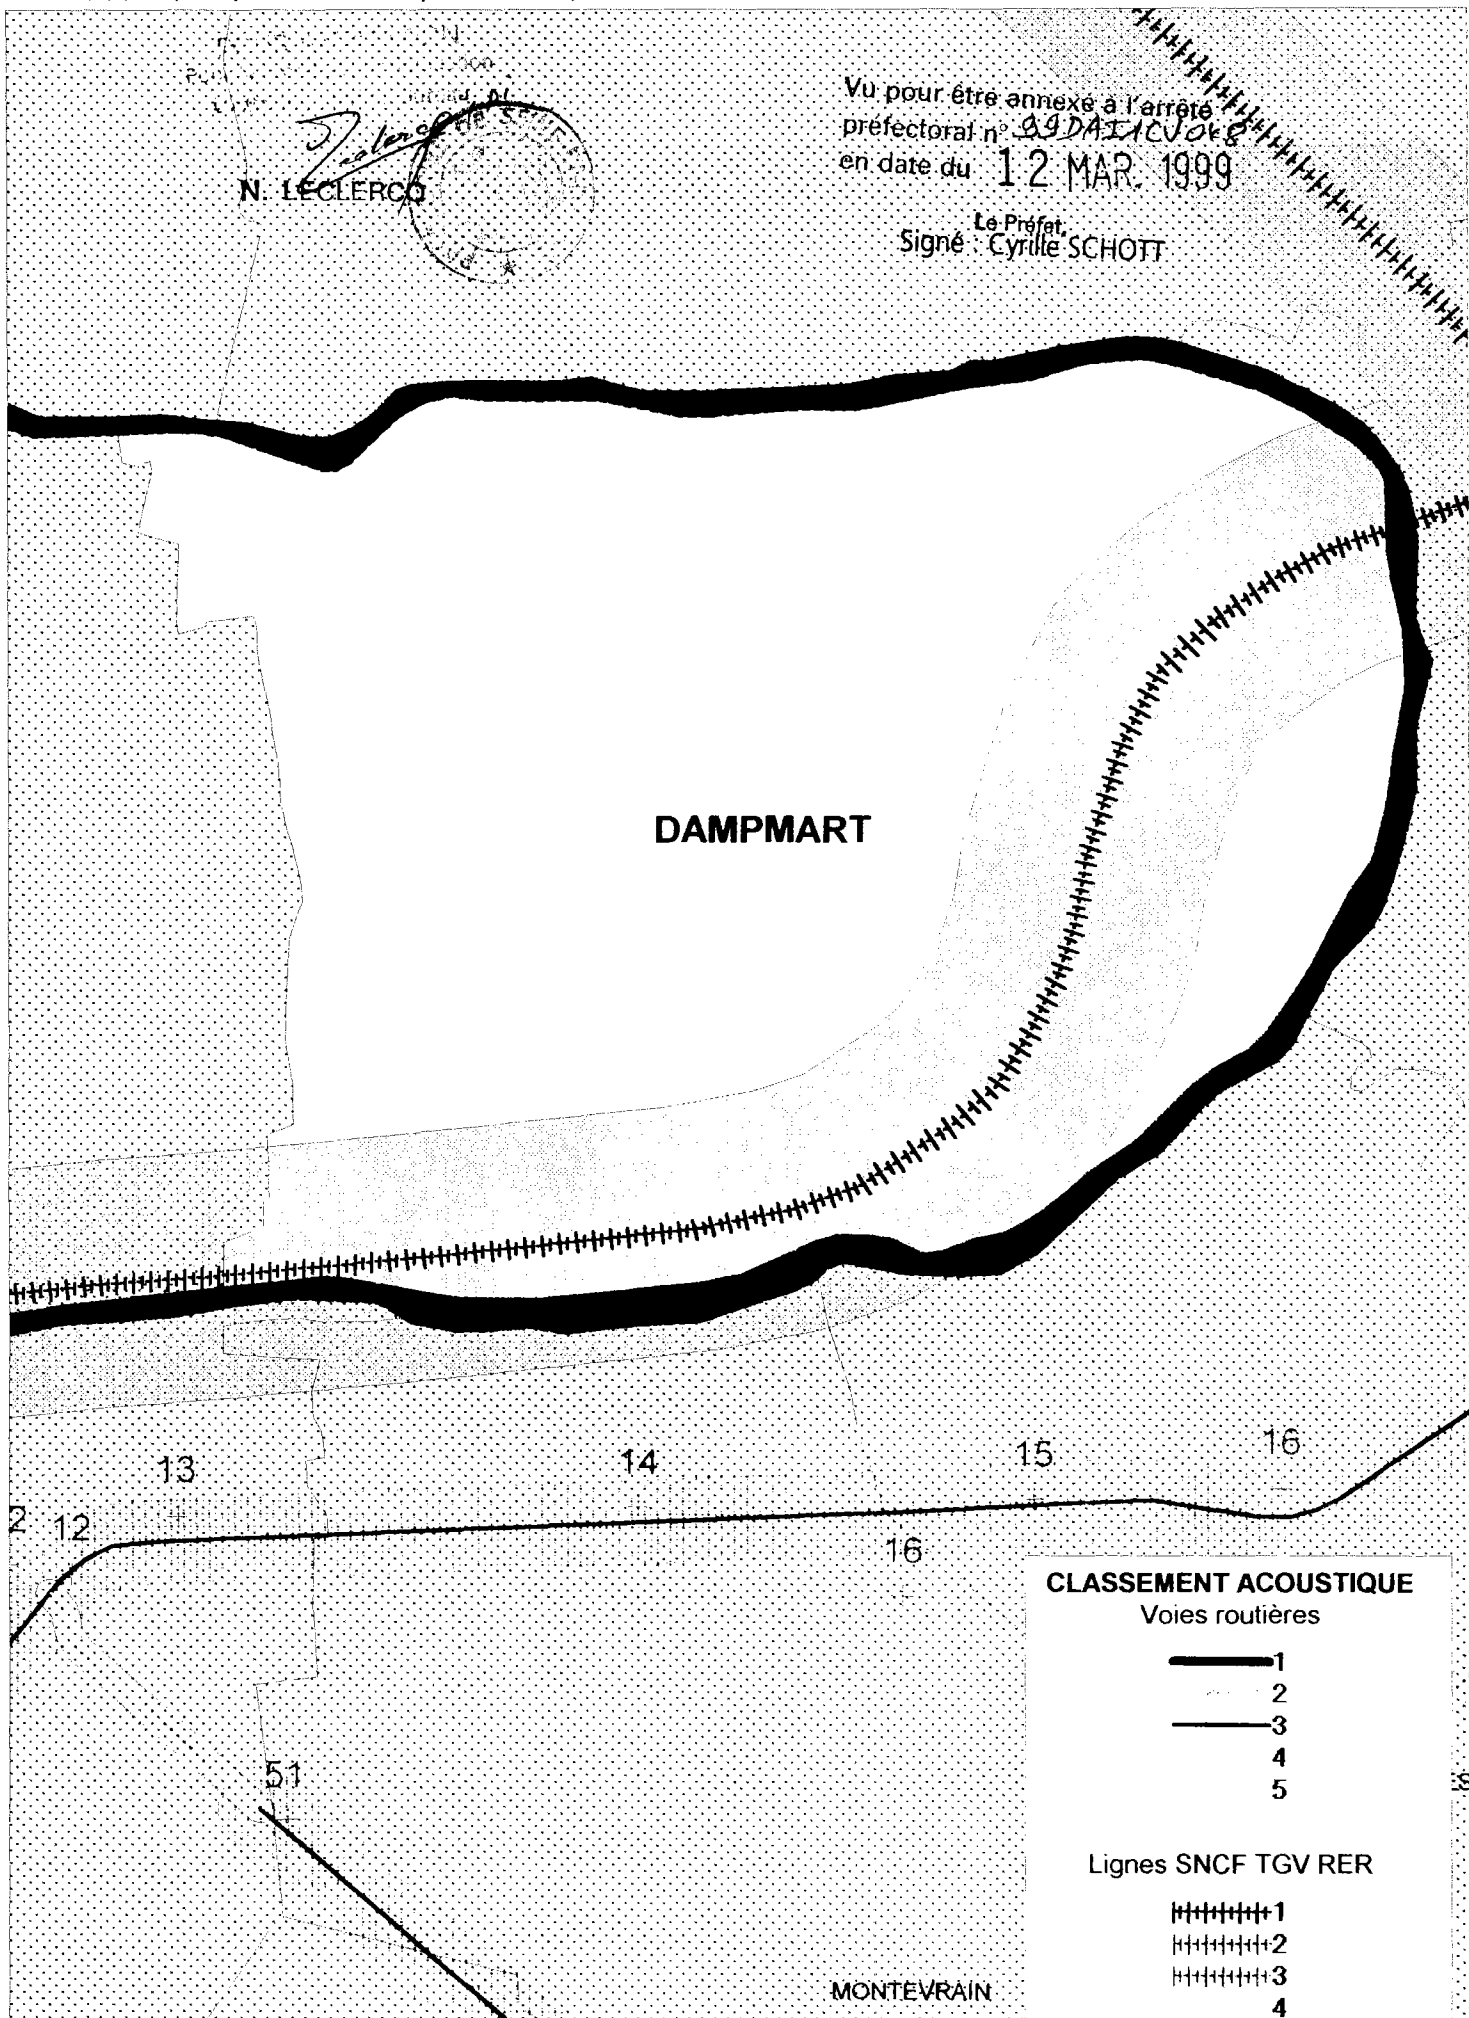 N. LECLERCQ
Vu pour être annexé à l'arrêté
préfectoral n° 99DAI1CV048
en date du 12 MAR. 1999
Le Préfet,
Signé : Cyrille SCHOTT
DAMPMART
13
14
15
16
2
12
16
51
CLASSEMENT ACOUSTIQUE
Voies routières
1
2
3
4
5
Lignes SNCF TGV RER
1
2
3
4
MONTEVRAIN